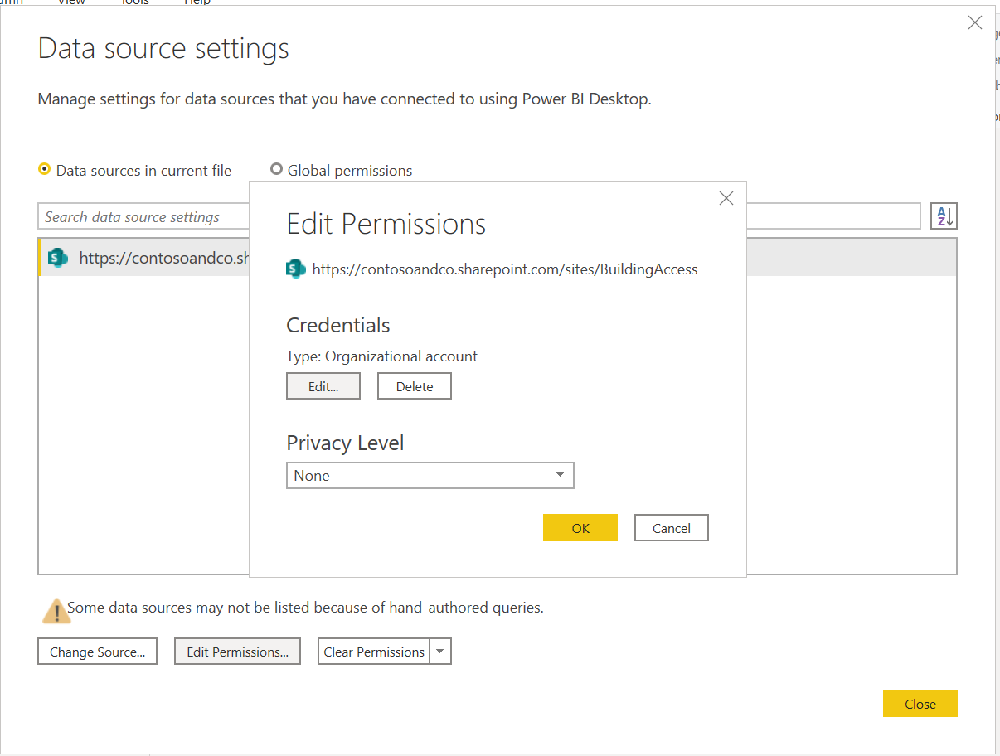 View Tools Help
Data source settings
Manage settings for data sources that you have connected to using Power BI Desktop.
Data sources in current file Global permissions
Search data source settings
https://contosoandco.sh
Edit Permissions
https://contosoandco.sharepoint.com/sites/BuildingAccess
Credentials
Type: Organizational account
Edit... Delete
Privacy Level
None
OK Cancel
Some data sources may not be listed because of hand-authored queries.
Change Source... Edit Permissions... Clear Permissions
Close